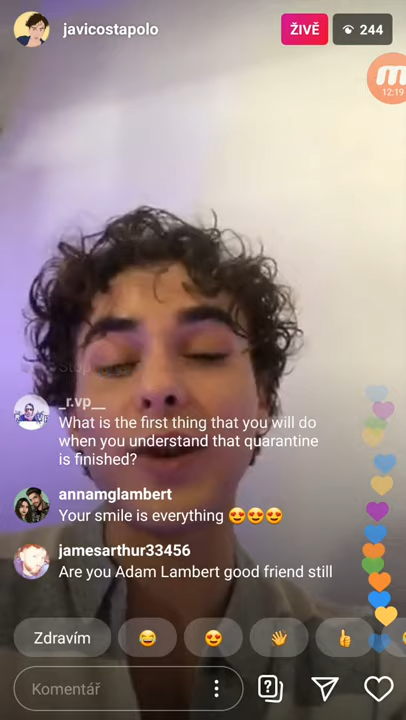 javicostapolo
ŽIVĚ
244
12:19
Stop
_r.vp__
What is the first thing that you will do
when you understand that quarantine
is finished?
annamglambert
Your smile is everything 😍😍😍
jamesarthur33456
Are you Adam Lambert good friend still
Zdravím
Komentář